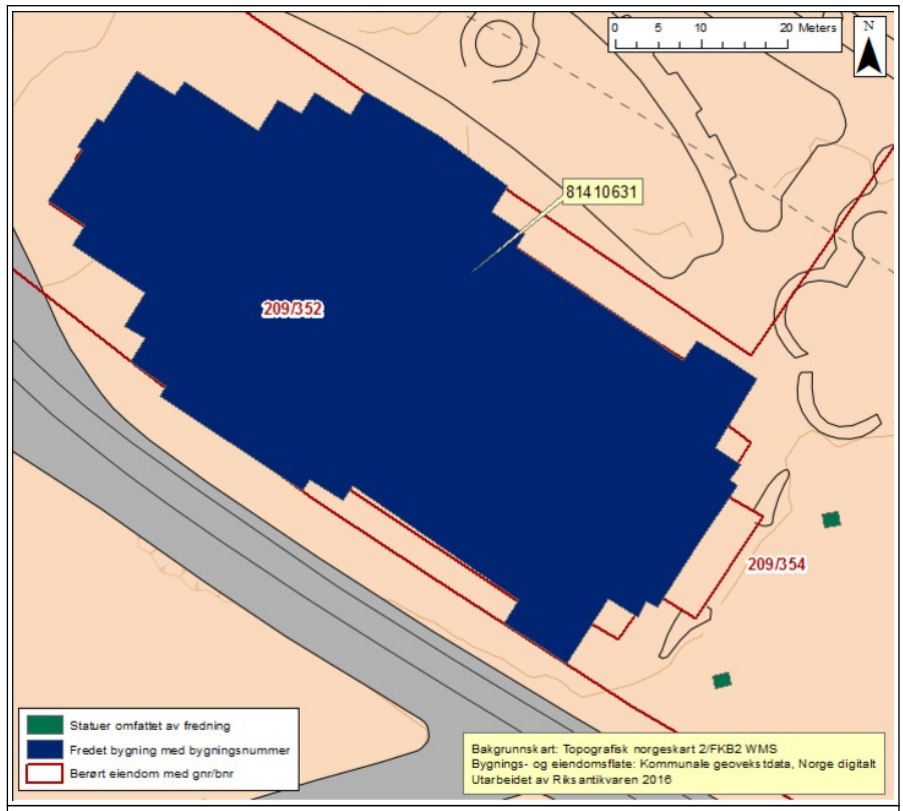 0 5 10 20 Meters
N
81410631
209/352
209/354
Statuer omfattet av fredning
Fredet bygning med bygningsnummer
Berørt eiendom med gnr/bnr
Bakgrunnskart: Topografisk norgeskart 2/FKB2 WMS
Bygnings- og eiendomsflate: Kommunale geovekstdata, Norge digitalt
Utarbeidet av Riksantikvaren 2016